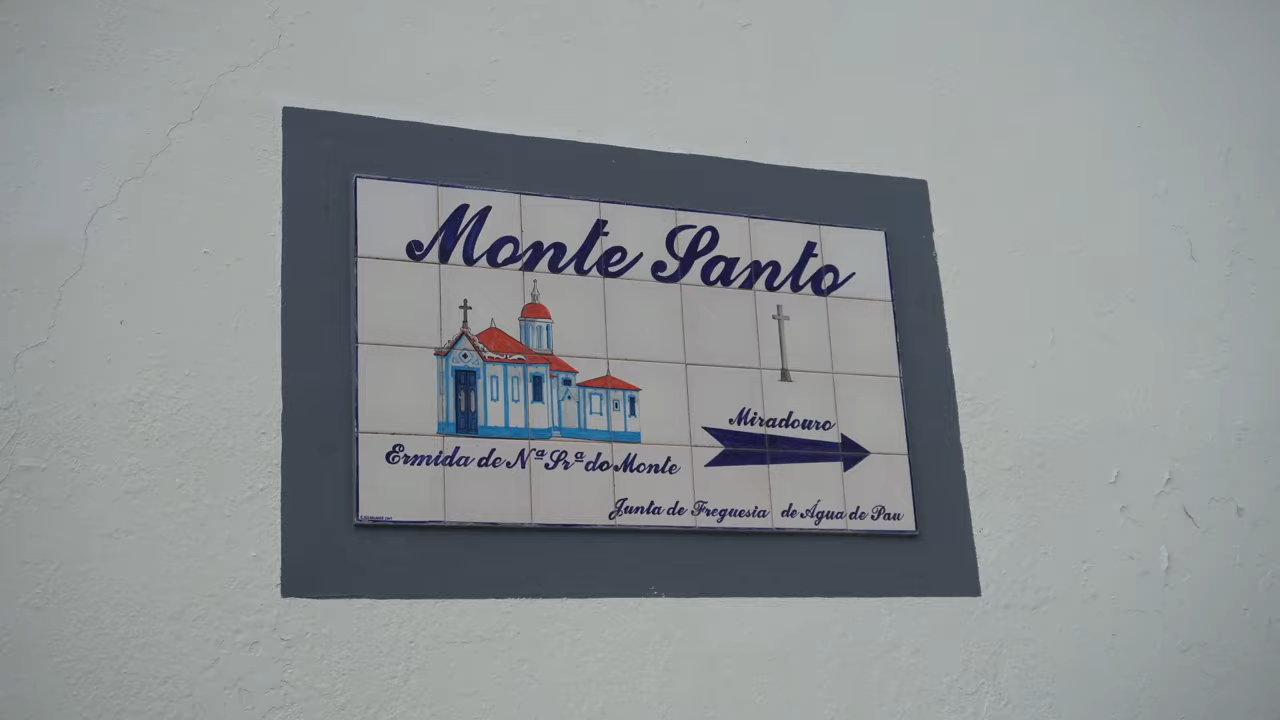 Monte Santo
Miradouro
Ermida de Nª Srª do Monte
Junta de Freguesia de Água de Pau